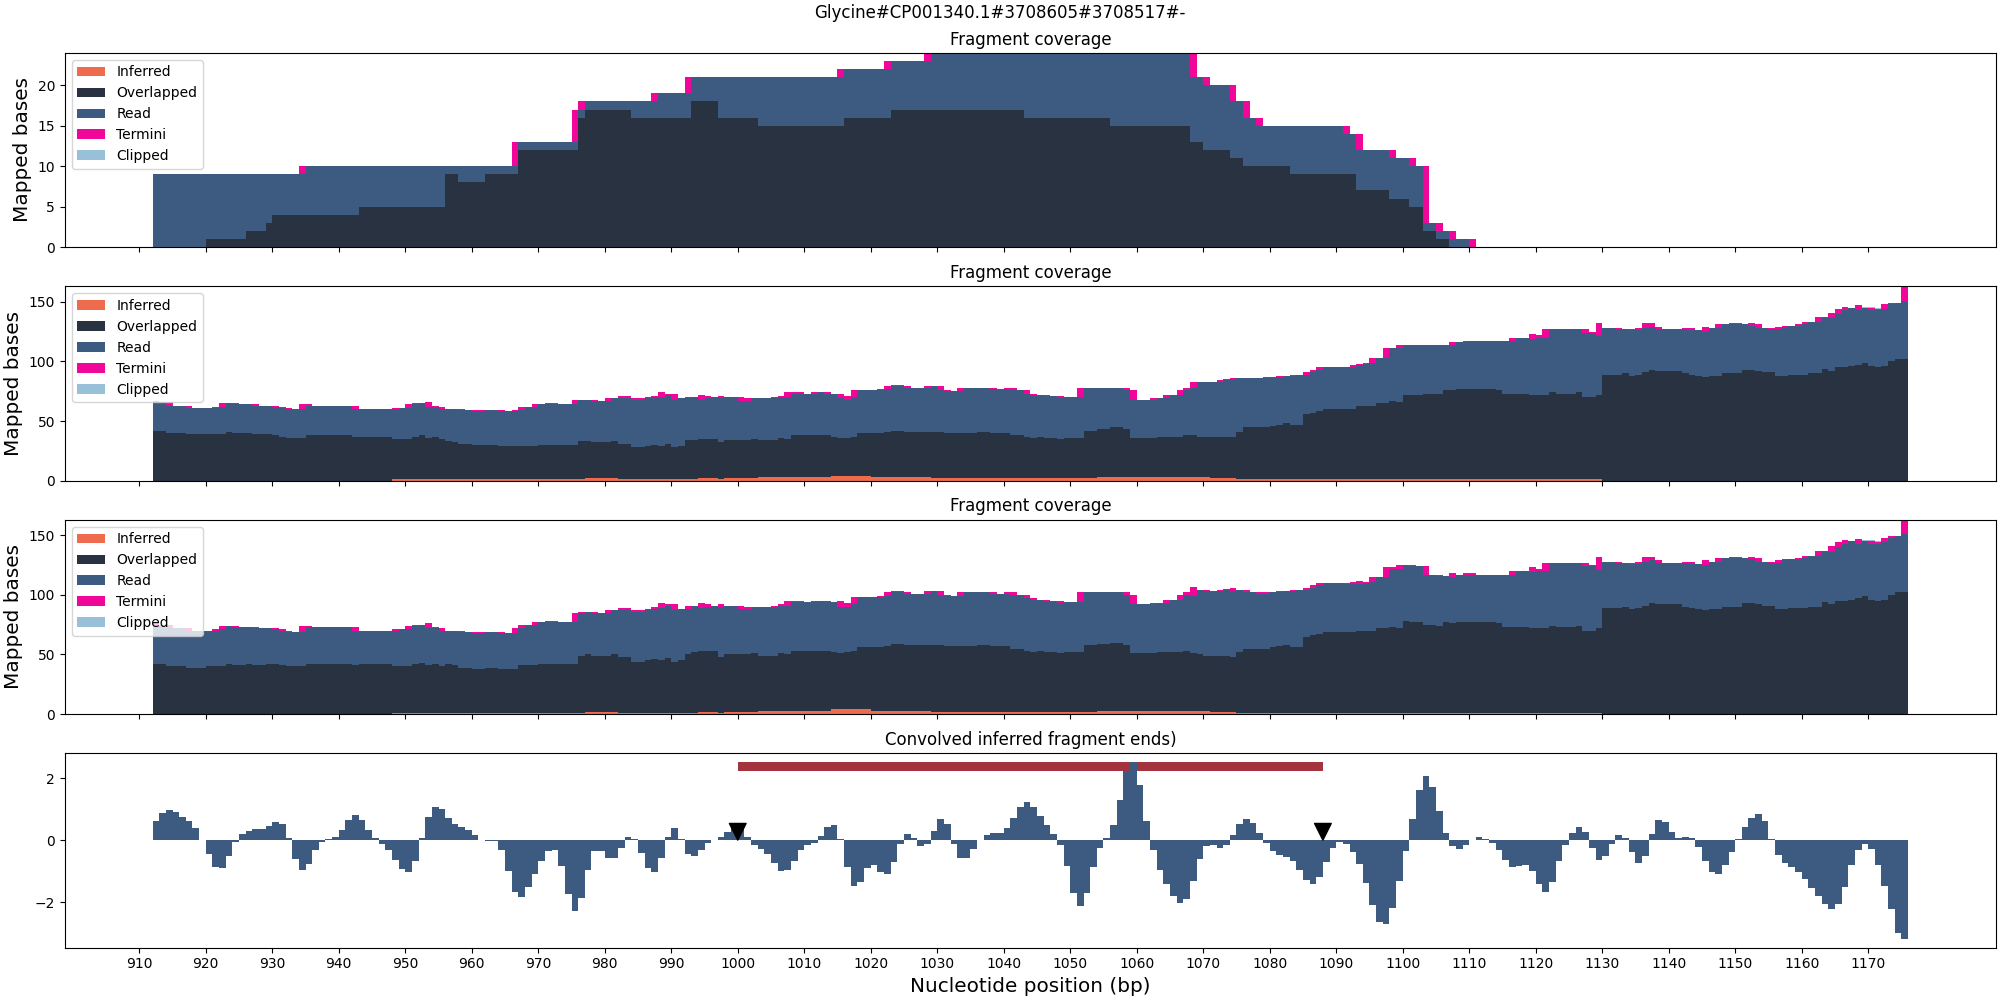 Glycine#CP001340.1#3708605#3708517#-
Fragment coverage
Mapped bases
20
15
10
5
0
Inferred
Overlapped
Read
Termini
Clipped
Fragment coverage
Mapped bases
150
100
50
0
Inferred
Overlapped
Read
Termini
Clipped
Fragment coverage
Mapped bases
150
100
50
0
Inferred
Overlapped
Read
Termini
Clipped
Convolved inferred fragment ends)
2
0
−2
910 920 930 940 950 960 970 980 990 1000 1010 1020 1030 1040 1050 1060 1070 1080 1090 1100 1110 1120 1130 1140 1150 1160 1170
Nucleotide position (bp)